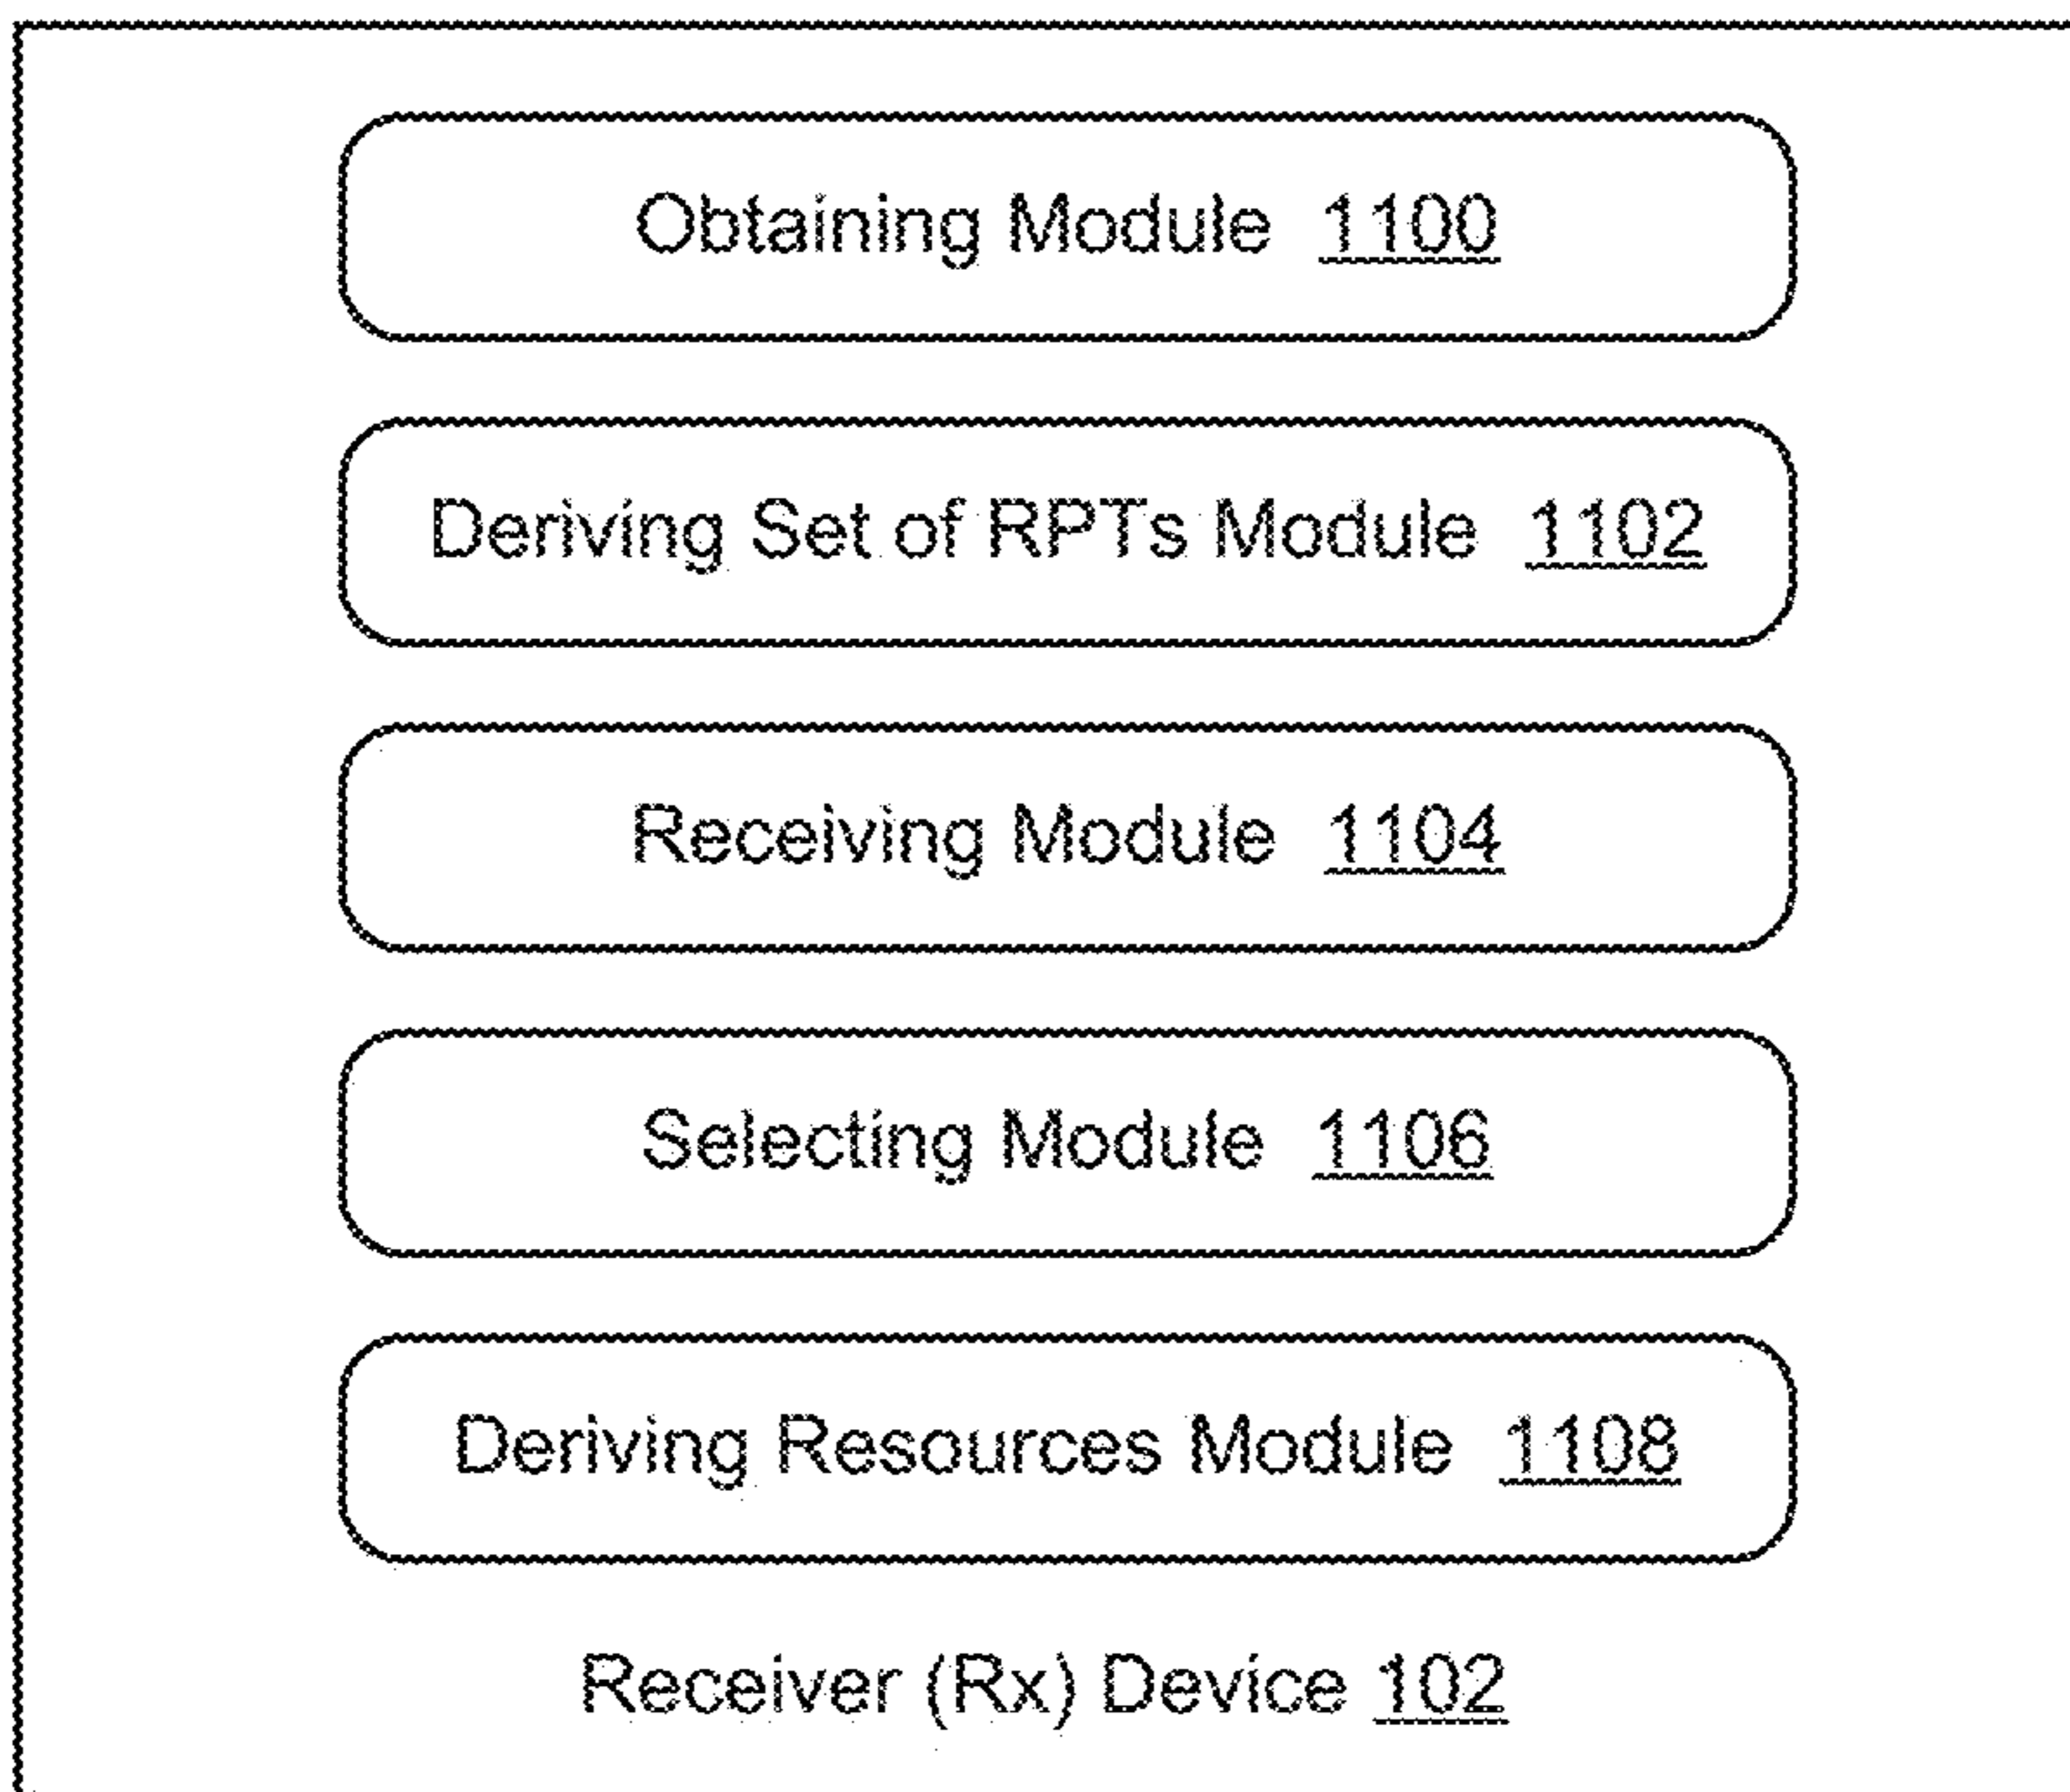 Obtaining Module 1100
Deriving Set of RPTs Module 1102
Receiving Module 1104
Selecting Module 1106
Deriving Resources Module 1108
Receiver (Rx) Device 102